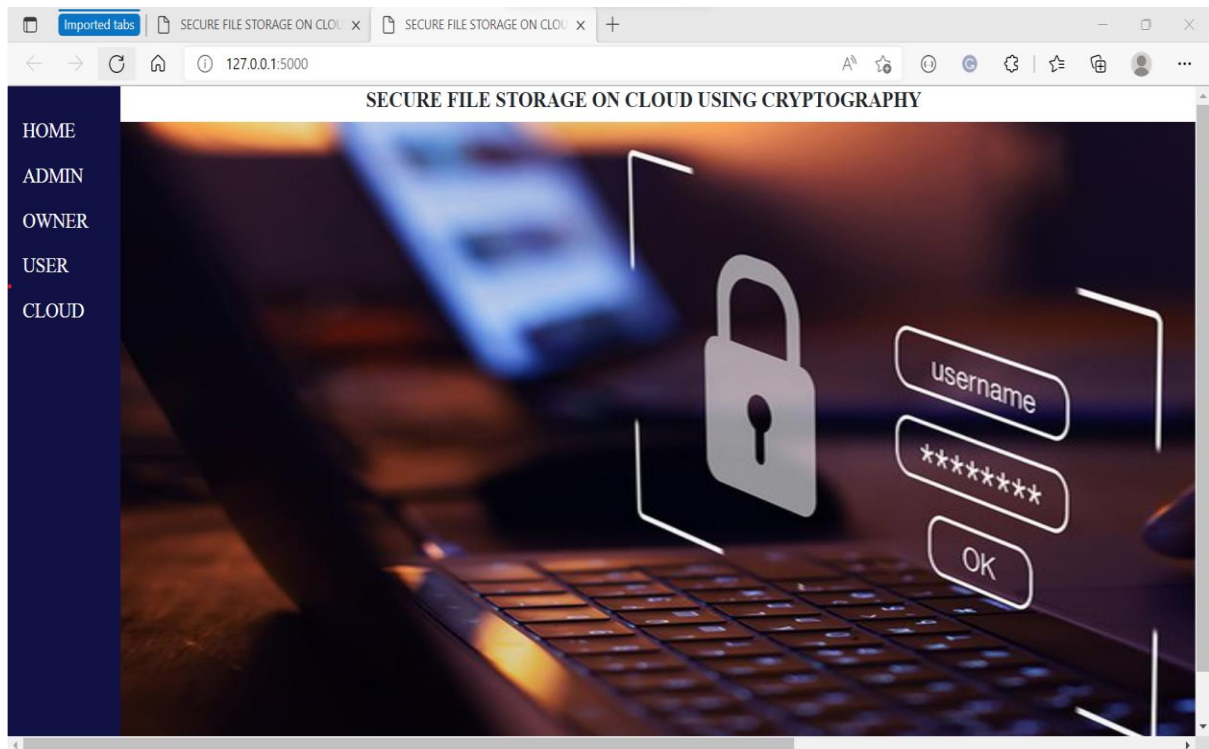 Imported tabs
SECURE FILE STORAGE ON CLOU
SECURE FILE STORAGE ON CLOU
127.0.0.1:5000
SECURE FILE STORAGE ON CLOUD USING CRYPTOGRAPHY
HOME
ADMIN
OWNER
USER
CLOUD
username
********
OK